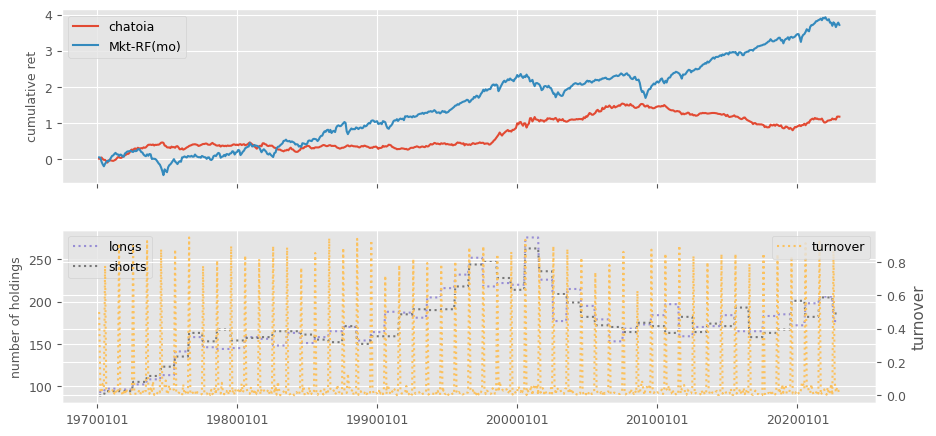 4
3
2
1
0
cumulative ret
chatoia
Mkt-RF(mo)
250
200
150
100
number of holdings
longs
shorts
turnover
0.8
0.6
0.4
0.2
0.0
turnover
19700101
19800101
19900101
20000101
20100101
20200101